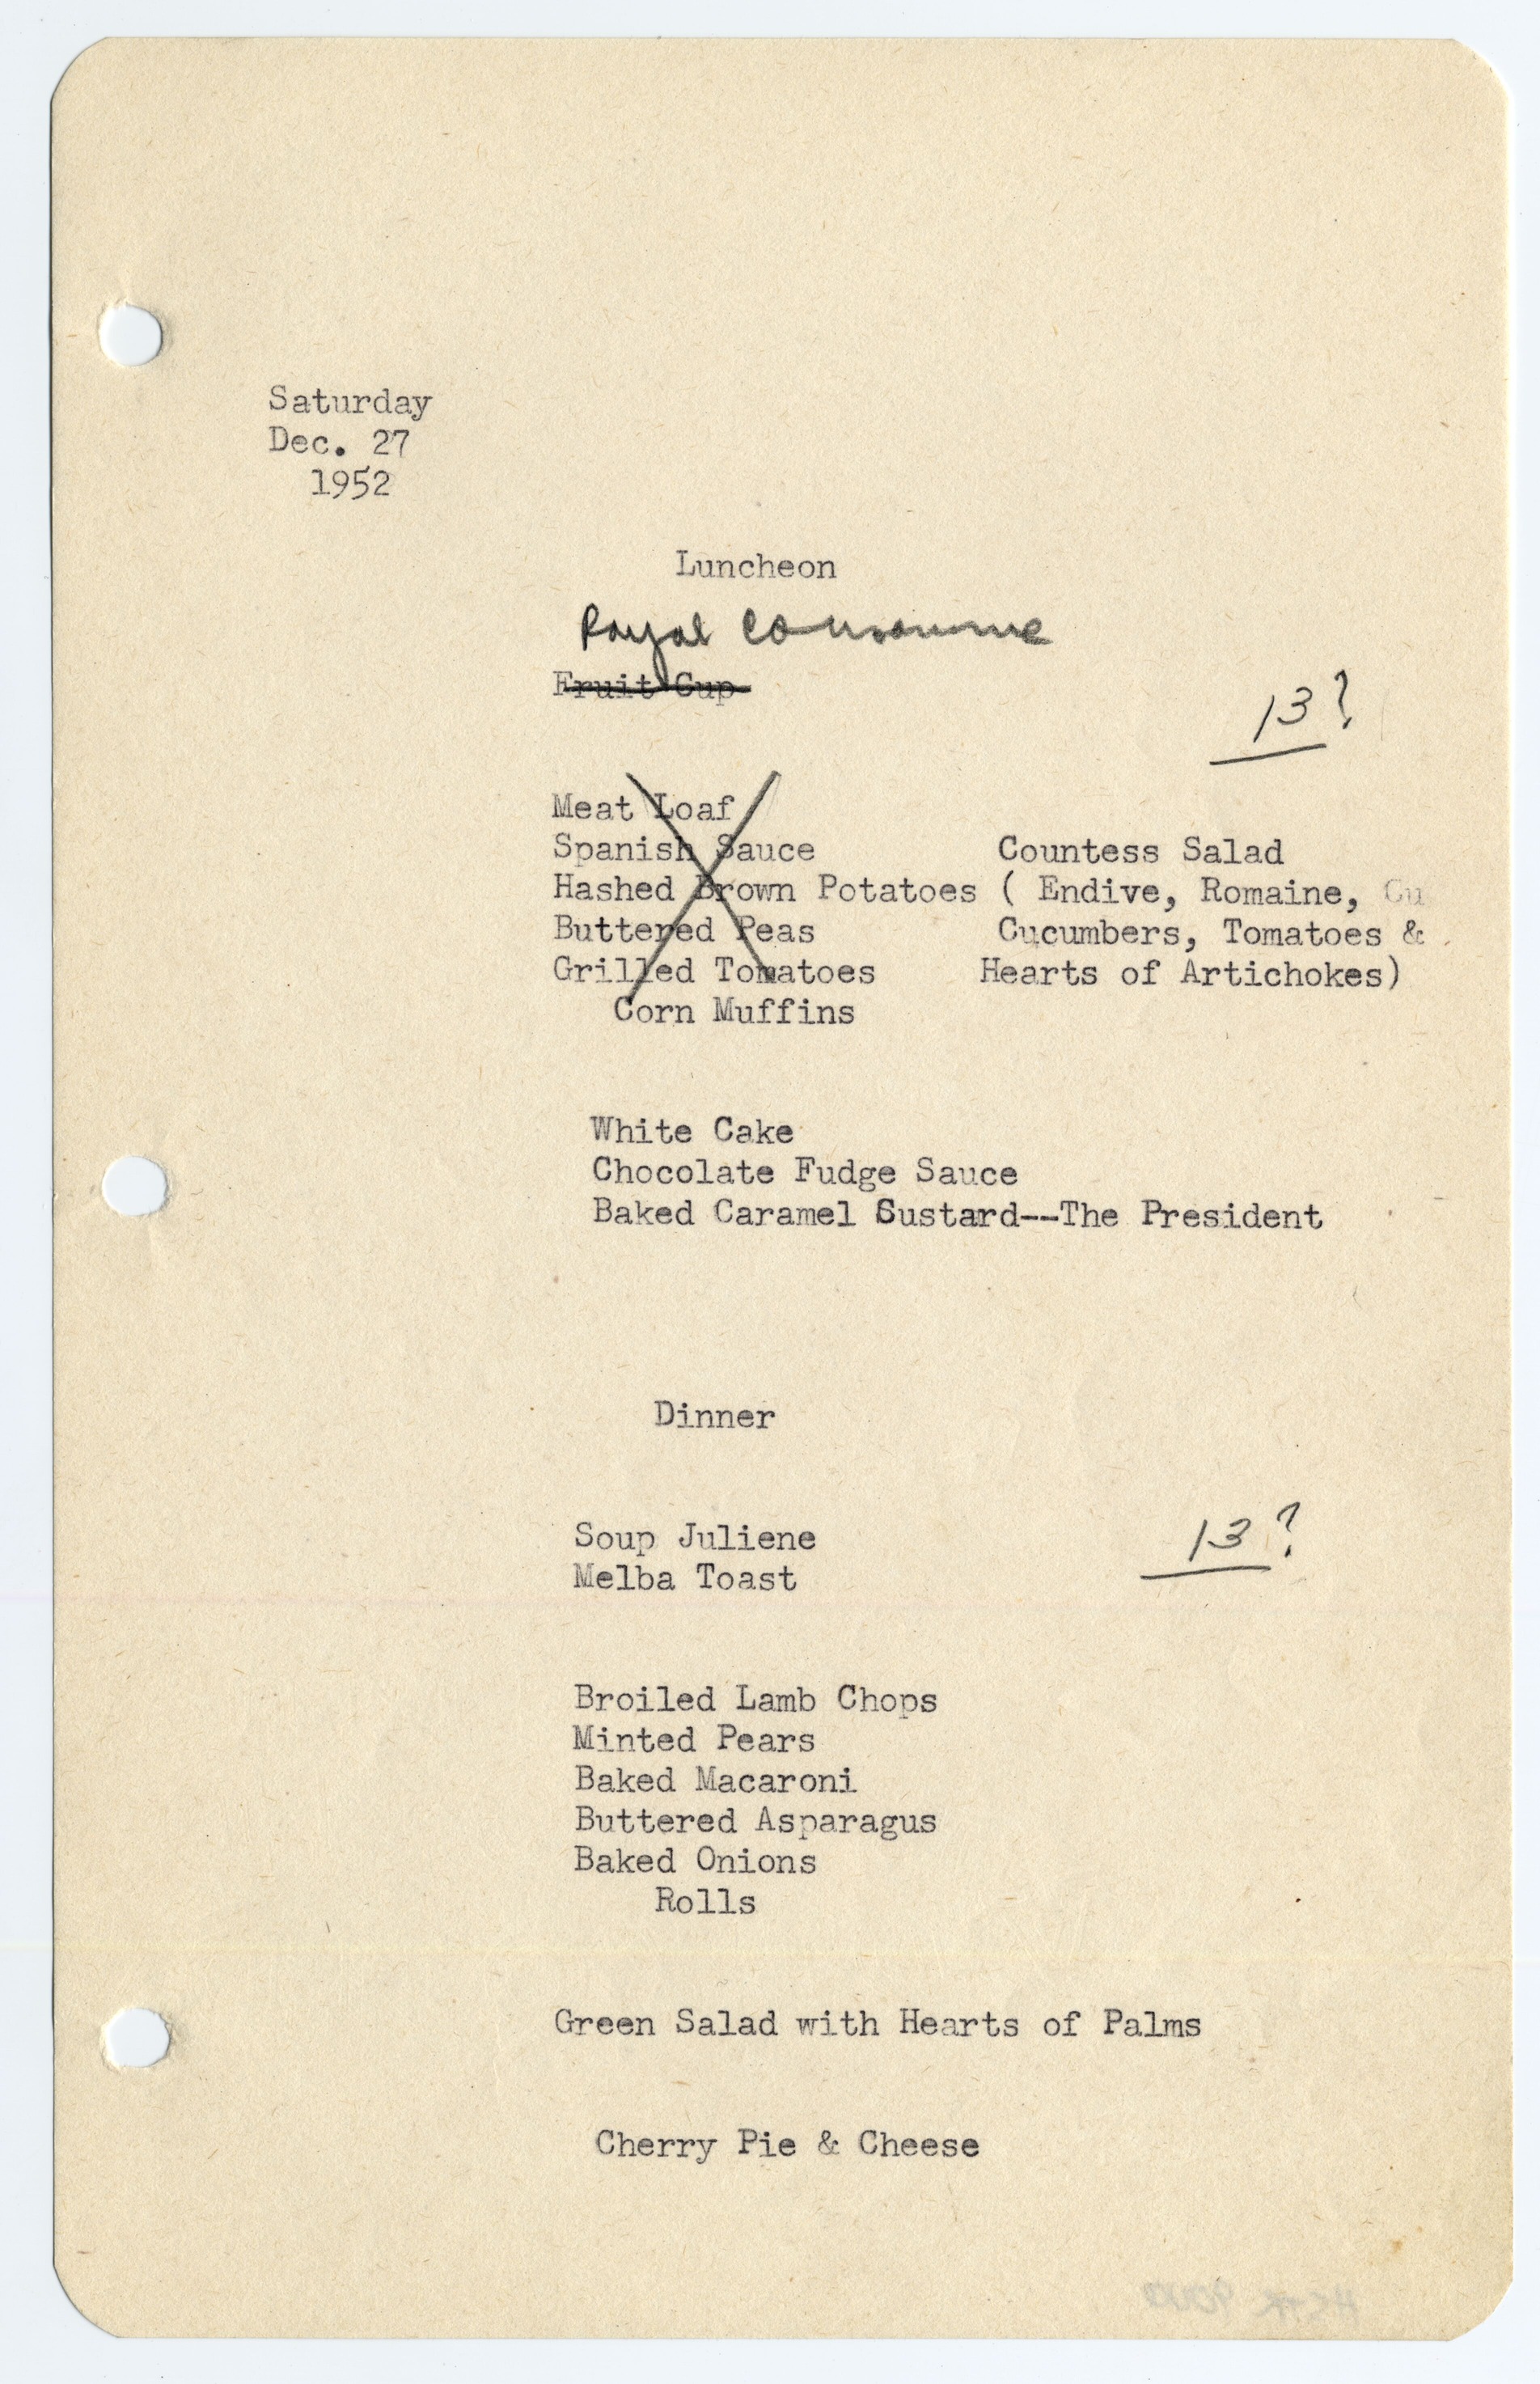 Saturday
Dec. 27
1952
Luncheon
Royal Consomme
Fruit Cup
13?
Meat Loaf
Spanish Sauce
Hashed Brown Potatoes
Buttered Peas
Grilled Tomatoes
Corn Muffins
Countess Salad
( Endive, Romaine, Cu
Cucumbers, Tomatoes &
Hearts of Artichokes)
White Cake
Chocolate Fudge Sauce
Baked Caramel Sustard--The President
Dinner
Soup Juliene
Melba Toast
13?
Broiled Lamb Chops
Minted Pears
Baked Macaroni
Buttered Asparagus
Baked Onions
Rolls
Green Salad with Hearts of Palms
Cherry Pie & Cheese